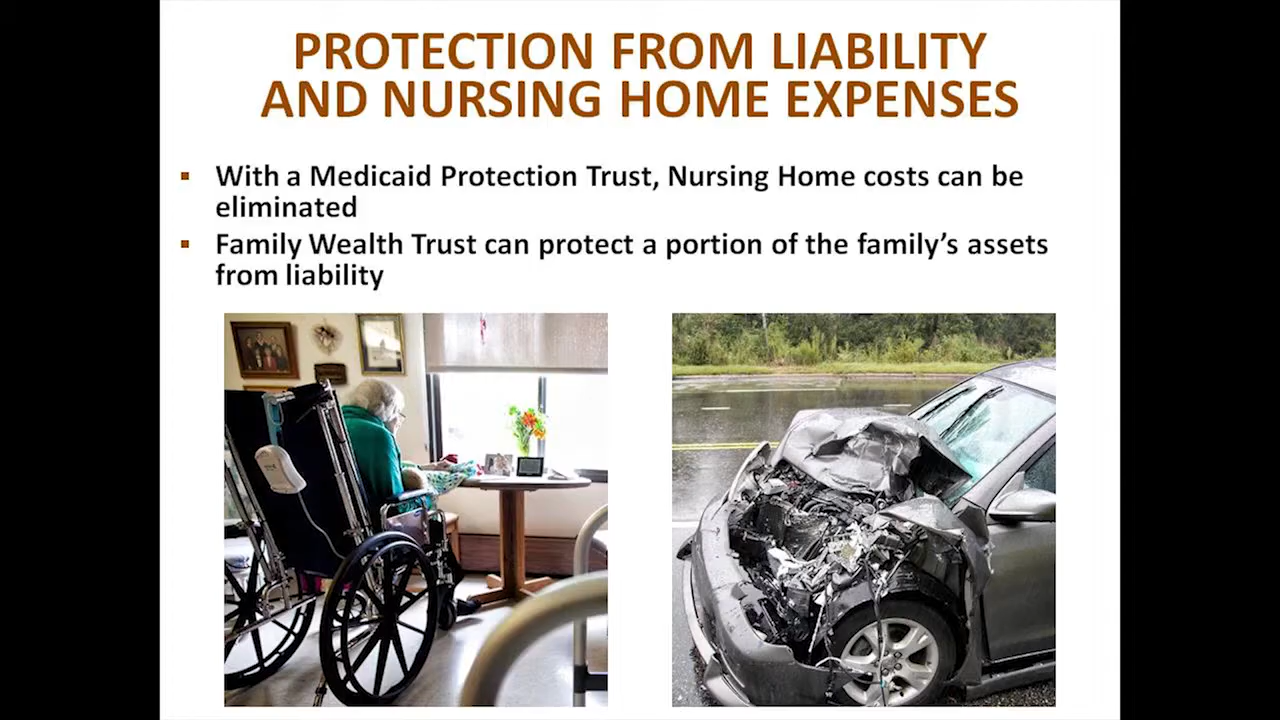 PROTECTION FROM LIABILITY
AND NURSING HOME EXPENSES
▪ With a Medicaid Protection Trust, Nursing Home costs can be
eliminated
▪ Family Wealth Trust can protect a portion of the family’s assets
from liability